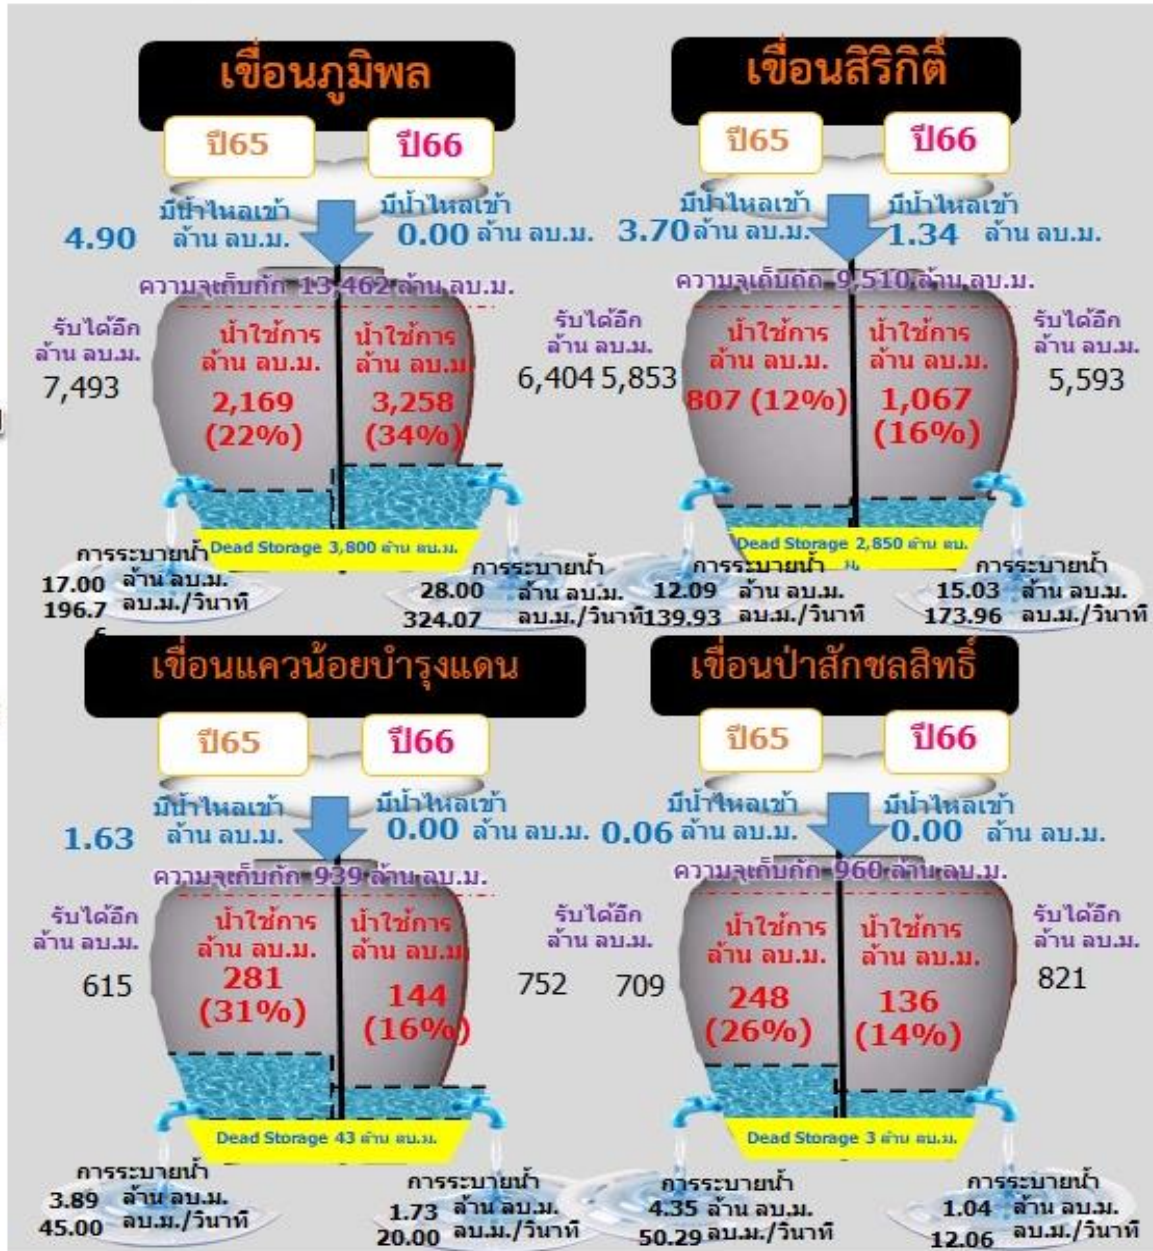 เขื่อนภูมิพล
ปี65 ปี66
มีน้ำไหลเข้า มีน้ำไหลเข้า
4.90 ล้าน ลบ.ม. 0.00 ล้าน ลบ.ม.
ความจุเก็บกัก 13,462 ล้าน ลบ.ม.
รับได้อีก น้ำใช้การ น้ำใช้การ รับได้อีก
ล้าน ลบ.ม. ล้าน ลบ.ม. ล้าน ลบ.ม ล้าน ลบ.ม.
7,493 2,169 3,258 6,404
(22%) (34%)
Dead Storage 3,800 ล้าน ลบ.ม.
การระบายน้ำ การระบายน้ำ
17.00 ล้าน ลบ.ม. 28.00 ล้าน ลบ.ม.
196.7 ลบ.ม./วินาที 324.07 ลบ.ม./วินาที
เขื่อนสิริกิติ์
ปี65 ปี66
มีน้ำไหลเข้า มีน้ำไหลเข้า
3.70 ล้าน ลบ.ม. 1.34 ล้าน ลบ.ม.
ความจุเก็บกัก 9,510 ล้าน ลบ.ม.
น้ำใช้การ น้ำใช้การ รับได้อีก
ล้าน ลบ.ม. ล้าน ลบ.ม. ล้าน ลบ.ม.
5,853 807 (12%) 1,067 5,593
(16%)
Dead Storage 2,850 ล้าน ลบ.
ม.
การระบายน้ำ การระบายน้ำ
12.09 ล้าน ลบ.ม. 15.03 ล้าน ลบ.ม.
139.93 ลบ.ม./วินาที 173.96 ลบ.ม./วินาที
เขื่อนแควน้อยบำรุงแดน
ปี65 ปี66
มีน้ำไหลเข้า มีน้ำไหลเข้า
1.63 ล้าน ลบ.ม. 0.00 ล้าน ลบ.ม.
ความจุเก็บกัก 939 ล้าน ลบ.ม.
รับได้อีก น้ำใช้การ น้ำใช้การ รับได้อีก
ล้าน ลบ.ม. ล้าน ลบ.ม. ล้าน ลบ.ม ล้าน ลบ.ม.
615 281 144 752
(31%) (16%)
Dead Storage 43 ล้าน ลบ.ม.
การระบายน้ำ การระบายน้ำ
3.89 ล้าน ลบ.ม. 1.73 ล้าน ลบ.ม.
45.00 ลบ.ม./วินาที 20.00 ลบ.ม./วินาที
เขื่อนป่าสักชลสิทธิ์
ปี65 ปี66
มีน้ำไหลเข้า มีน้ำไหลเข้า
0.06 ล้าน ลบ.ม. 0.00 ล้าน ลบ.ม.
ความจุเก็บกัก 960 ล้าน ลบ.ม.
น้ำใช้การ น้ำใช้การ รับได้อีก
ล้าน ลบ.ม. ล้าน ลบ.ม. ล้าน ลบ.ม.
709 248 136 821
(26%) (14%)
Dead Storage 3 ล้าน ลบ.ม.
การระบายน้ำ การระบายน้ำ
4.35 ล้าน ลบ.ม. 1.04 ล้าน ลบ.ม.
50.29 ลบ.ม./วินาที 12.06 ลบ.ม./วินาที